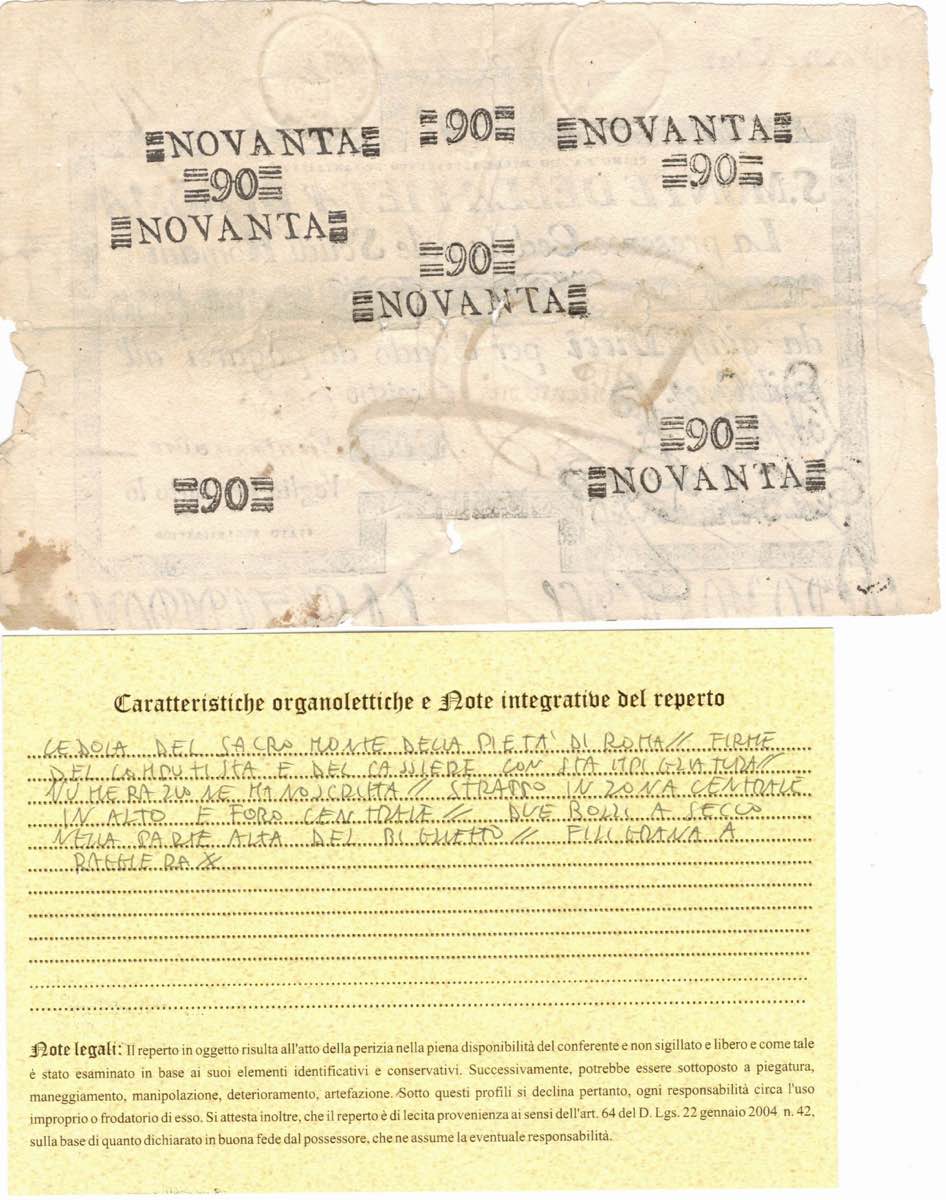 NOVANTA 90 NOVANTA
90 90
NOVANTA
90
NOVANTA
90
90 NOVANTA
Caratteristiche organolettiche e Note integrative del reperto
CEDOLA DEL SACRO MONTE DELLA PIETA' DI ROMA // FIRME
DEL COMPUTISTA E DEL CASSIERE CON STAMPIGLIATURA //
NUMERAZIONE MANOSCRITTA // STRAPPO IN ZONA CENTRALE
IN ALTO E FORO CENTRALE // DUE BOLLI A SECCO
NELLA PARTE ALTA DEL BIGLIETTO // FILIGRANA A
RAGGIERA X
Note legali: Il reperto in oggetto risulta all'atto della perizia nella piena disponibilità del conferente e non sigillato e libero e come tale
è stato esaminato in base ai suoi elementi identificativi e conservativi. Successivamente, potrebbe essere sottoposto a piegatura,
maneggiamento, manipolazione, deterioramento, artefazione. Sotto questi profili si declina pertanto, ogni responsabilità circa l'uso
improprio o frodatorio di esso. Si attesta inoltre, che il reperto è di lecita provenienza ai sensi dell'art. 64 del D. Lgs. 22 gennaio 2004, n. 42,
sulla base di quanto dichiarato in buona fede dal possessore, che ne assume la eventuale responsabilità.